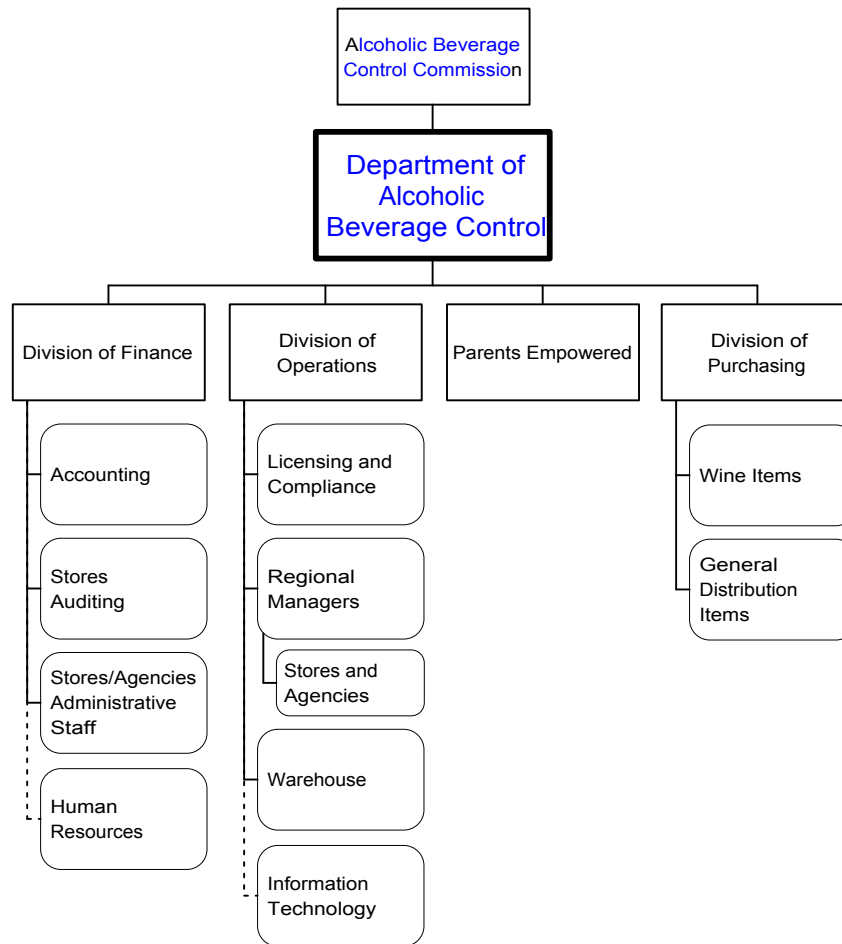 Alcoholic Beverage
Control Commission
Department of
Alcoholic
Beverage Control
Division of Finance
Division of
Operations
Parents Empowered
Division of
Purchasing
Accounting
Stores
Auditing
Stores/Agencies
Administrative
Staff
Human
Resources
Licensing and
Compliance
Regional
Managers
Stores and
Agencies
Warehouse
Information
Technology
Wine Items
General
Distribution
Items